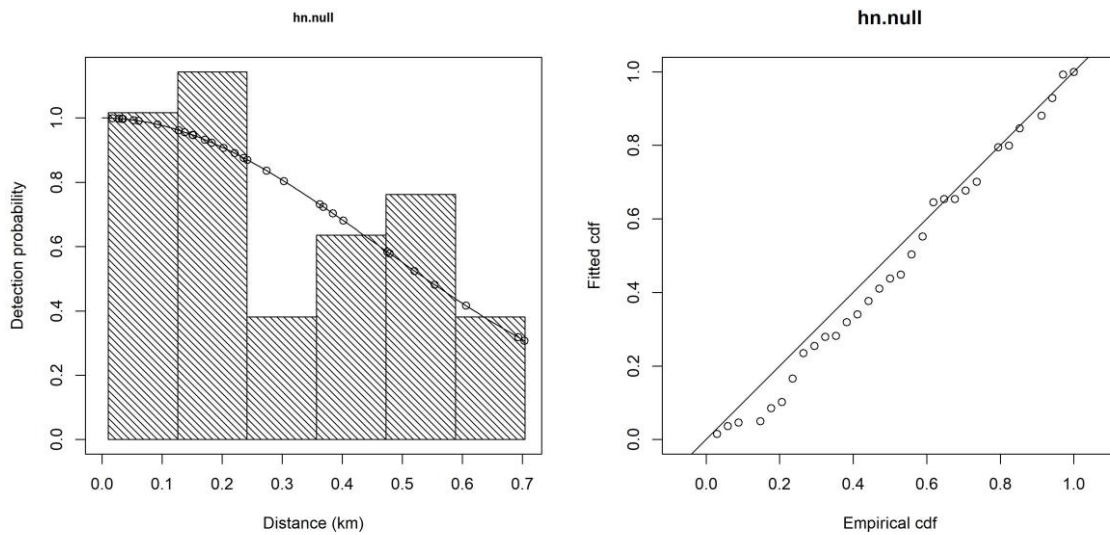 hn.null
Detection probability
1.0
0.8
0.6
0.4
0.2
0.0
0.0 0.1 0.2 0.3 0.4 0.5 0.6 0.7
Distance (km)
hn.null
Fitted cdf
1.0
0.8
0.6
0.4
0.2
0.0
0.0 0.2 0.4 0.6 0.8 1.0
Empirical cdf